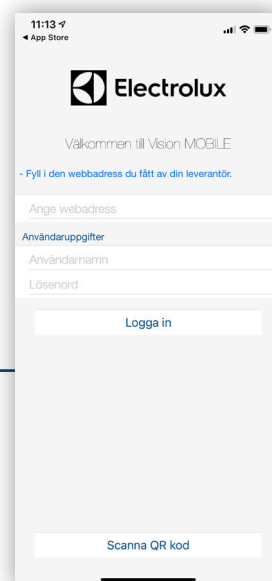 11:13
App Store
Electrolux
Välkommen till Vision MOBILE
- Fyll i den webbadress du fått av din leverantör.
Ange webadress
Användaruppgifter
Användarnamn
Lösenord
Logga in
Scanna QR kod